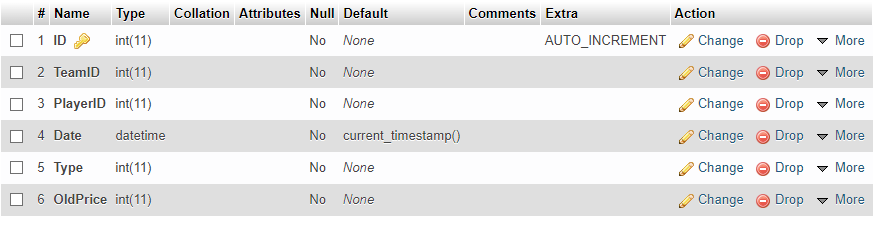 # Name Type Collation Attributes Null Default Comments Extra Action
1 ID int(11) No None AUTO_INCREMENT Change Drop More
2 TeamID int(11) No None Change Drop More
3 PlayerID int(11) No None Change Drop More
4 Date datetime No current_timestamp() Change Drop More
5 Type int(11) No None Change Drop More
6 OldPrice int(11) No None Change Drop More